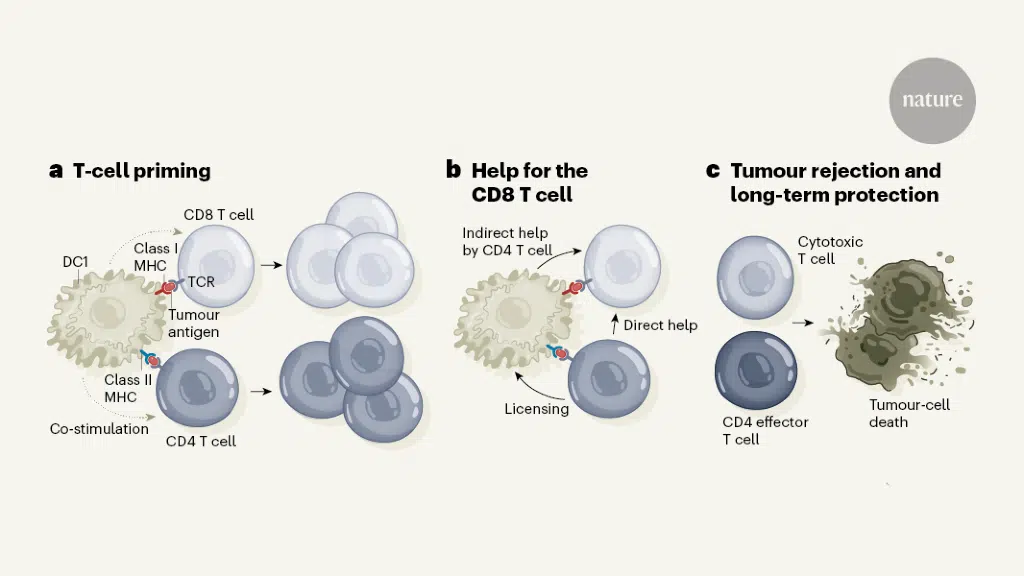 nature
a T-cell priming
CD8 T cell
Class I
MHC
DC1
TCR
Tumour
antigen
Class II
MHC
Co-stimulation
CD4 T cell
b Help for the
CD8 T cell
Indirect help
by CD4 T cell
Direct help
Licensing
c Tumour rejection and
long-term protection
Cytotoxic
T cell
CD4 effector
T cell
Tumour-cell
death